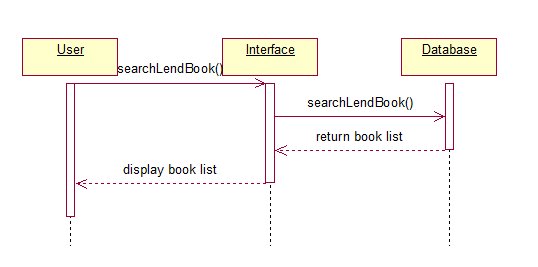 User
Interface
Database
searchLendBook()
searchLendBook()
return book list
display book list